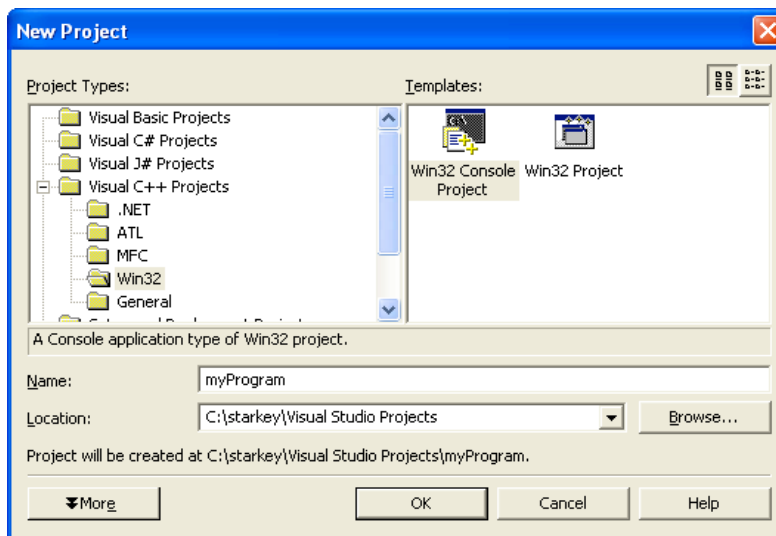 New Project
Project Types:
Templates:
Visual Basic Projects
Visual C# Projects
Visual J# Projects
Visual C++ Projects
.NET
ATL
MFC
Win32
General
Win32 Console
Project
Win32 Project
A Console application type of Win32 project.
Name:
myProgram
Location:
C:\starkey\Visual Studio Projects
Browse...
Project will be created at C:\starkey\Visual Studio Projects\myProgram.
More
OK
Cancel
Help